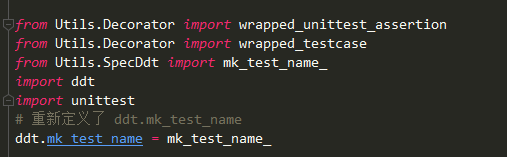 from Utils.Decorator import wrapped_unittest_assertion
from Utils.Decorator import wrapped_testcase
from Utils.SpecDdt import mk_test_name_
import ddt
import unittest
# 重新定义了 ddt.mk_test_name
ddt.mk_test_name = mk_test_name_